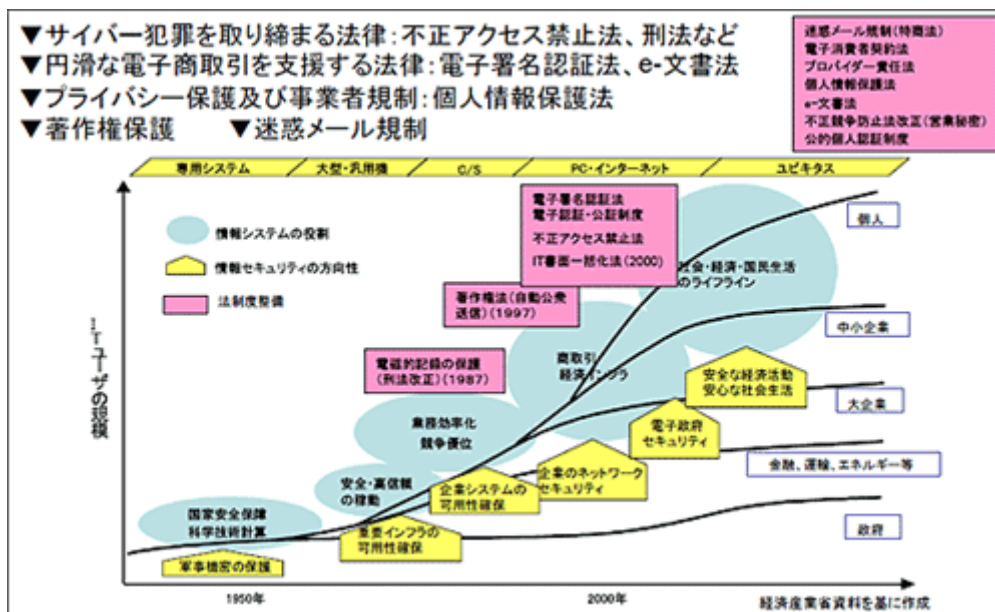 ▼サイバー犯罪を取り締まる法律：不正アクセス禁止法、刑法など
▼円滑な電子商取引を支援する法律：電子署名認証法、e-文書法
▼プライバシー保護及び事業者規制：個人情報保護法
▼著作権保護　　▼迷惑メール規制
迷惑メール規制(特商法)
電子消費者契約法
プロバイダー責任法
個人情報保護法
e-文書法
不正競争防止法改正(営業秘密)
公的個人認証制度
専用システム
大型・汎用機
C/S
PC・インターネット
ユビキタス
情報システムの役割
情報セキュリティの方向性
法制度整備
電子署名認証法
電子認証・公証制度
不正アクセス禁止法
IT書面一括化法(2000)
個人
社会・経済・国民生活
のライフライン
著作権法(自動公衆
送信)(1997)
中小企業
電磁的記録の保護
(刑法改正)(1987)
商取引
経済インフラ
安全な経済活動
安心な社会生活
大企業
ITユーザの規模
業務効率化
競争優位
電子政府
セキュリティ
金融、運輸、エネルギー等
安全・高信頼
の稼動
企業システムの
可用性確保
企業のネットワーク
セキュリティ
国家安全保障
科学技術計算
重要インフラの
可用性確保
政府
軍事機密の保護
1950年
2000年
経済産業省資料を基に作成